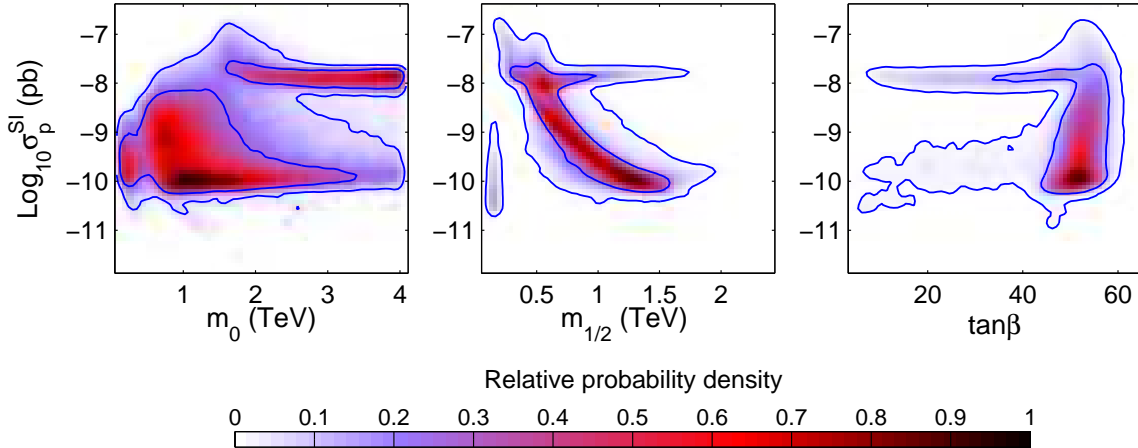 Log₁₀ σₚ^SI (pb)
−7
−8
−9
−10
−11
1 2 3 4
m₀ (TeV)
−7
−8
−9
−10
−11
0.5 1 1.5 2
m₁/₂ (TeV)
−7
−8
−9
−10
−11
20 40 60
tanβ
Relative probability density
0 0.1 0.2 0.3 0.4 0.5 0.6 0.7 0.8 0.9 1